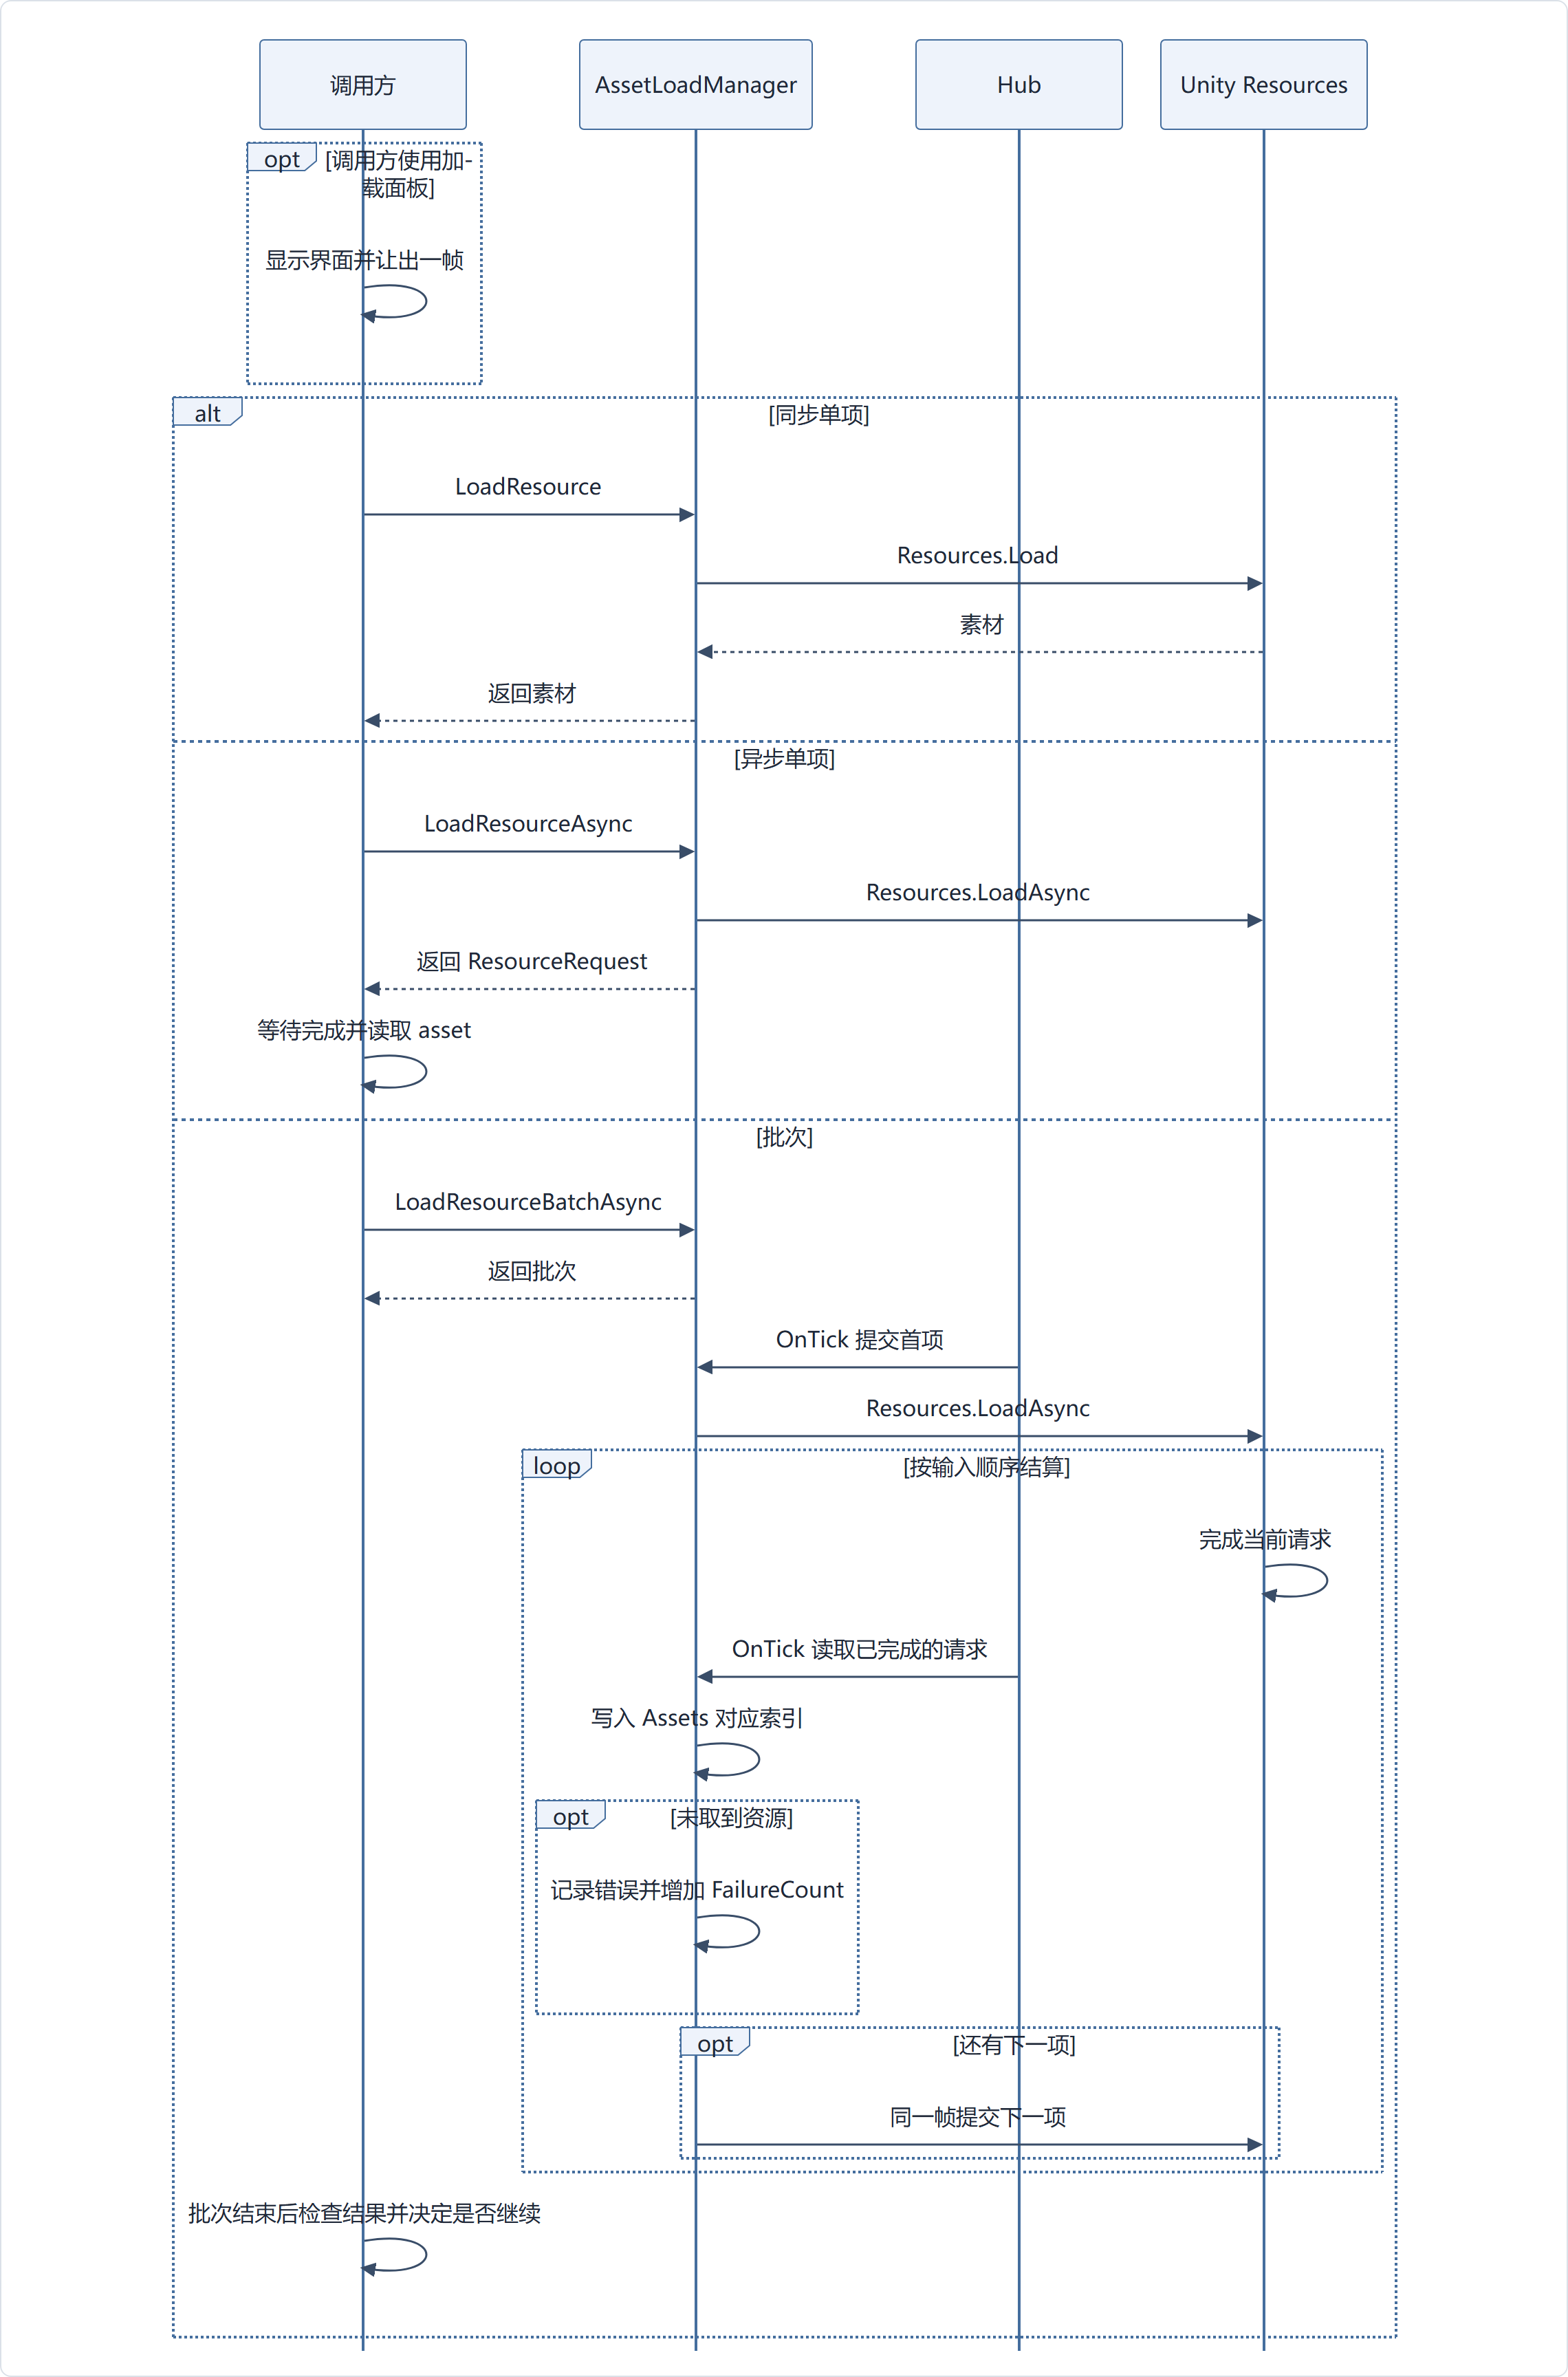 调用方
AssetLoadManager
Hub
Unity Resources
opt
[调用方使用加-
载面板]
显示界面并让出一帧
alt
[同步单项]
LoadResource
Resources.Load
素材
返回素材
[异步单项]
LoadResourceAsync
Resources.LoadAsync
返回 ResourceRequest
等待完成并读取 asset
[批次]
LoadResourceBatchAsync
返回批次
OnTick 提交首项
Resources.LoadAsync
loop
[按输入顺序结算]
完成当前请求
OnTick 读取已完成的请求
写入 Assets 对应索引
opt
[未取到资源]
记录错误并增加 FailureCount
opt
[还有下一项]
同一帧提交下一项
批次结束后检查结果并决定是否继续